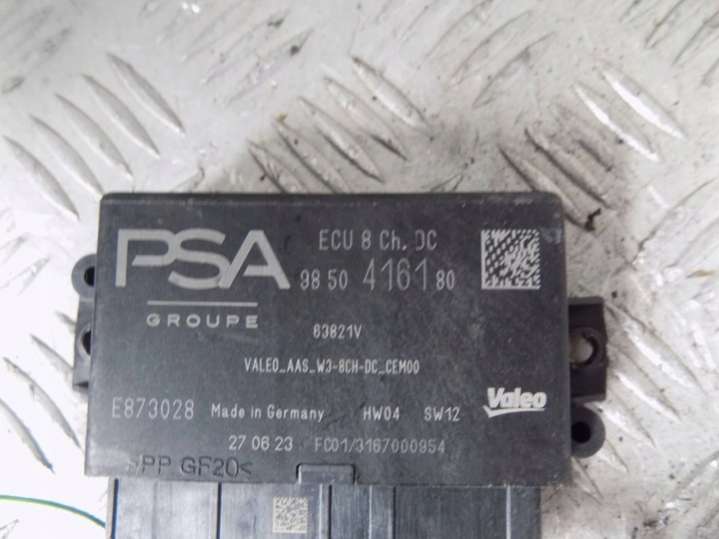 PSA
GROUPE
ECU 8 Ch. DC
98 50 4161 80
63821V
VALEO_AAS_W3-8CH-DC_CEM00
E873028 Made in Germany HW04 SW12
Valeo
27 06 23 FC01/3167000954
>PP GF20<